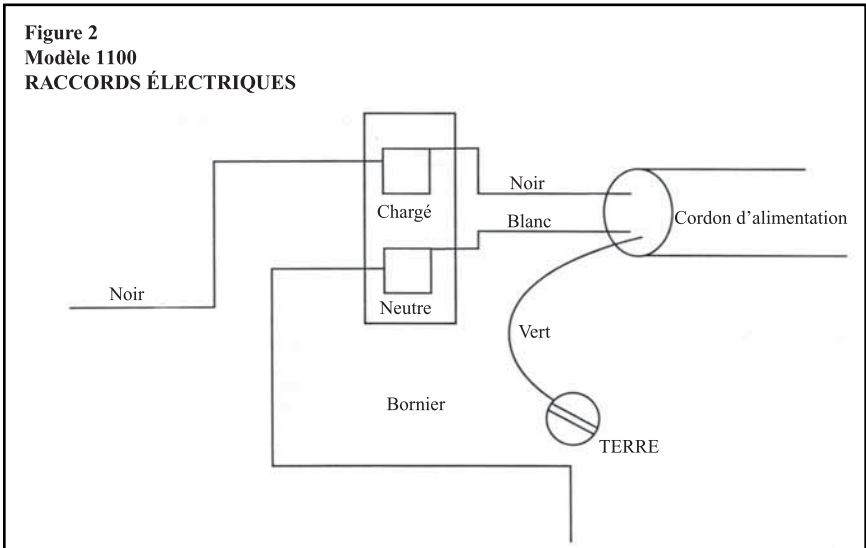 Figure 2
Modèle 1100
RACCORDS ÉLECTRIQUES
Noir
Chargé
Blanc
Cordon d’alimentation
Noir
Neutre
Vert
Bornier
TERRE